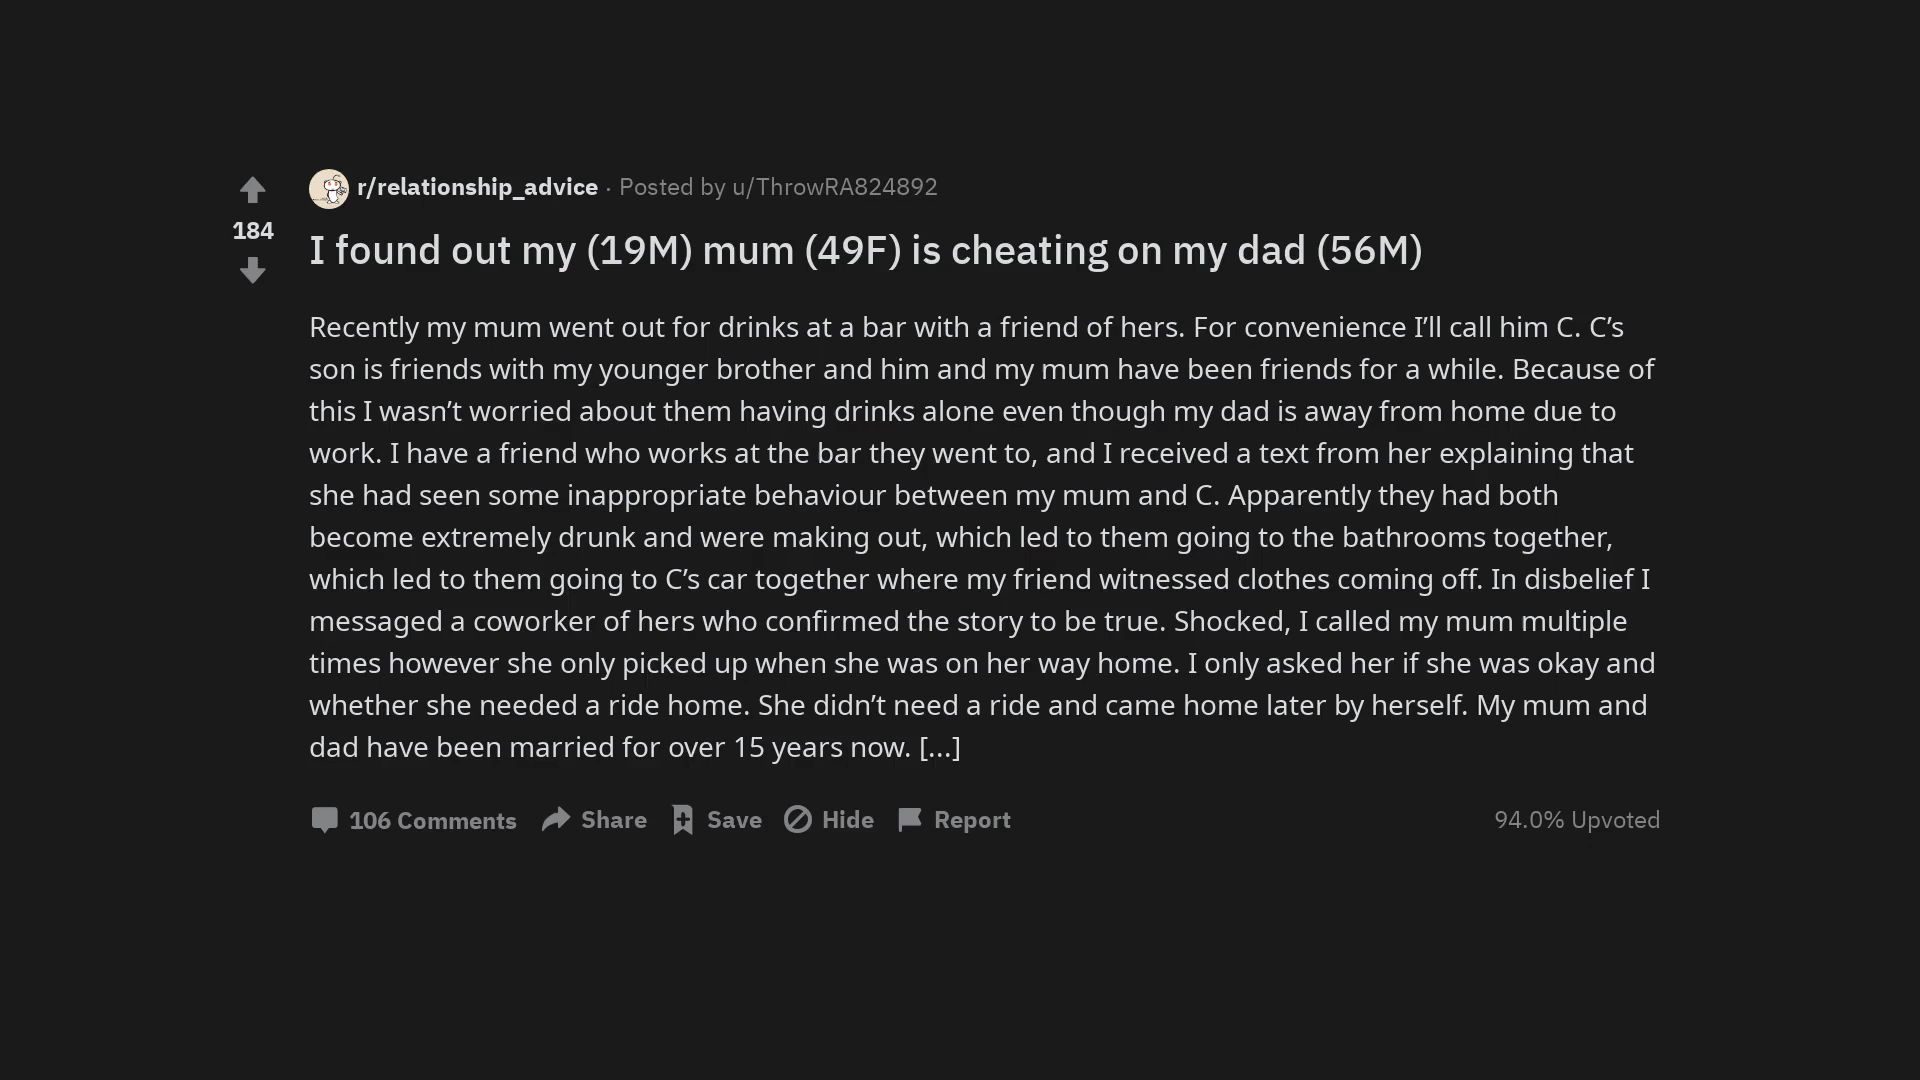 r/relationship_advice · Posted by u/ThrowRA824892
184
I found out my (19M) mum (49F) is cheating on my dad (56M)
Recently my mum went out for drinks at a bar with a friend of hers. For convenience I’ll call him C. C’s
son is friends with my younger brother and him and my mum have been friends for a while. Because of
this I wasn’t worried about them having drinks alone even though my dad is away from home due to
work. I have a friend who works at the bar they went to, and I received a text from her explaining that
she had seen some inappropriate behaviour between my mum and C. Apparently they had both
become extremely drunk and were making out, which led to them going to the bathrooms together,
which led to them going to C’s car together where my friend witnessed clothes coming off. In disbelief I
messaged a coworker of hers who confirmed the story to be true. Shocked, I called my mum multiple
times however she only picked up when she was on her way home. I only asked her if she was okay and
whether she needed a ride home. She didn’t need a ride and came home later by herself. My mum and
dad have been married for over 15 years now. [...]
106 Comments Share Save Hide Report 94.0% Upvoted